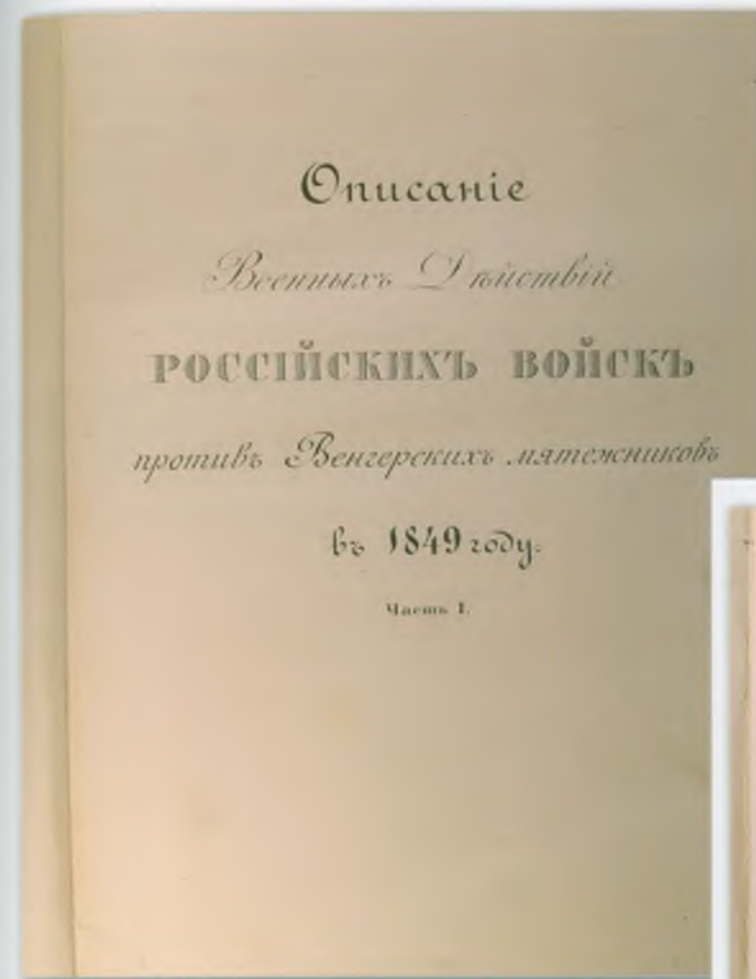 Описаніе
Военныхъ Дѣйствій
РОССІЙСКИХЪ ВОЙСКЪ
противъ Венгерскихъ мятежниковъ
въ 1849 году.
Часть I.